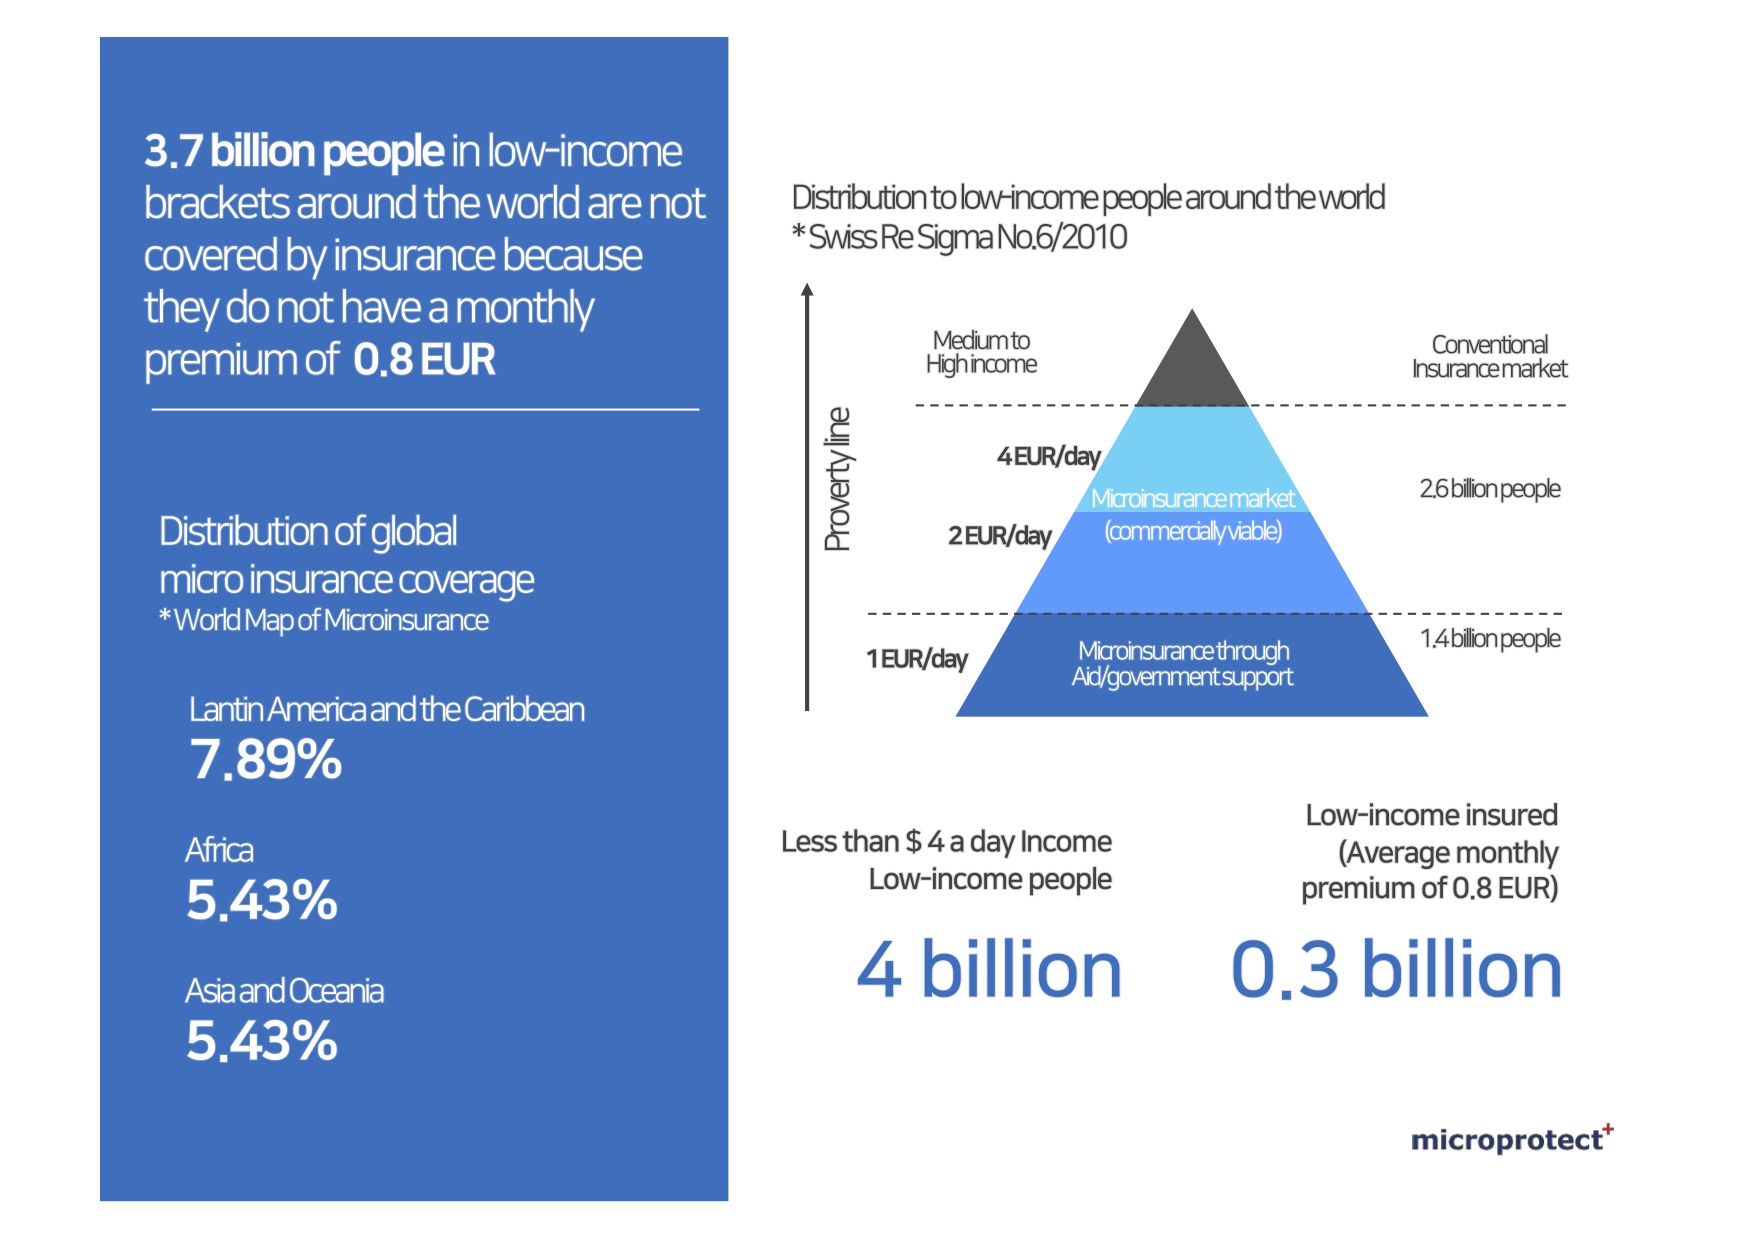 3.7 billion people in low-income
brackets around the world are not
covered by insurance because
they do not have a monthly
premium of 0.8 EUR
Distribution of global
micro insurance coverage
* World Map of Microinsurance
Lantin America and the Caribbean
7.89%
Africa
5.43%
Asia and Oceania
5.43%
Distribution to low-income people around the world
* Swiss Re Sigma No.6/2010
Proverty line
Medium to
High income
Conventional
Insurance market
4 EUR/day
Microinsurance market
2.6 billion people
2 EUR/day
(commercially viable)
1 EUR/day
Microinsurance through
Aid/government support
1.4 billion people
Less than $ 4 a day Income
Low-income people
4 billion
Low-income insured
(Average monthly
premium of 0.8 EUR)
0.3 billion
microprotect+